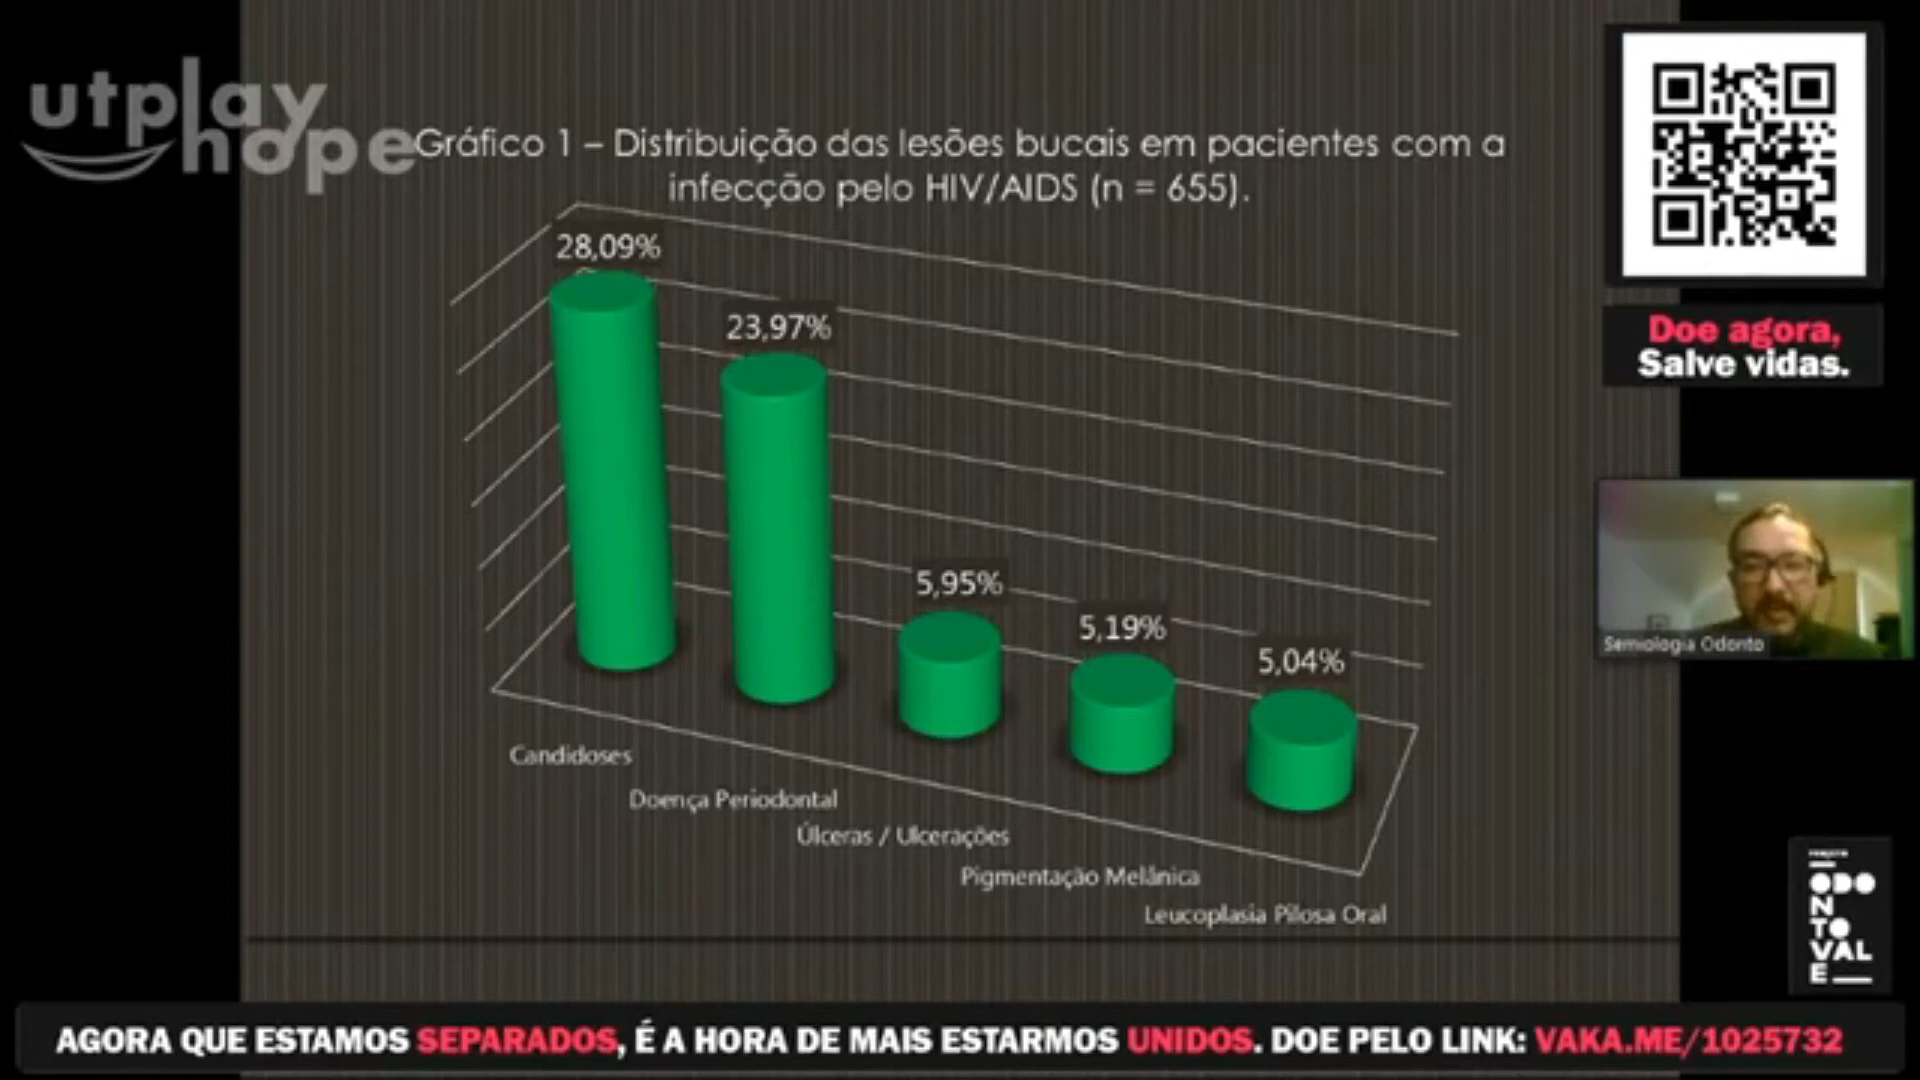 utplay
hope
Gráfico 1 – Distribuição das lesões bucais em pacientes com a
infecção pelo HIV/AIDS (n = 655).
28,09%
23,97%
5,95%
5,19%
5,04%
Candidoses
Doença Periodontal
Úlceras / Ulcerações
Pigmentação Melânica
Leucoplasia Pilosa Oral
Doe agora,
Salve vidas.
Semiologia Odonto
ODO
N
TO
VAL
E
AGORA QUE ESTAMOS SEPARADOS, É A HORA DE MAIS ESTARMOS UNIDOS. DOE PELO LINK: VAKA.ME/1025732